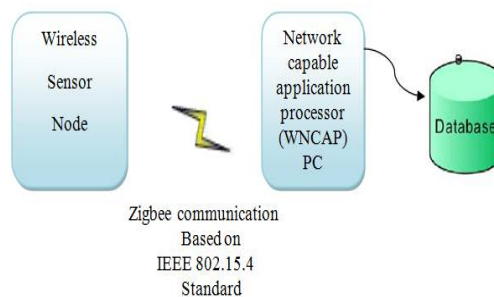 Wireless
Sensor
Node
Network
capable
application
processor
(WNCAP)
PC
Database
Zigbee communication
Based on
IEEE 802.15.4
Standard